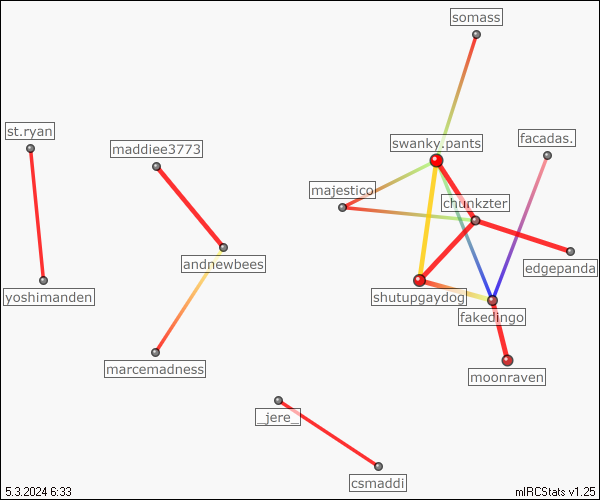 somass
st.ryan
swanky.pants
facadas.
maddiee3773
majestico
chunkzter
andnewbees
edgepanda
yoshimanden
shutupgaydog
fakedingo
marcemadness
moonraven
_jere_
csmaddi
5.3.2024 6:33
mIRCStats v1.25